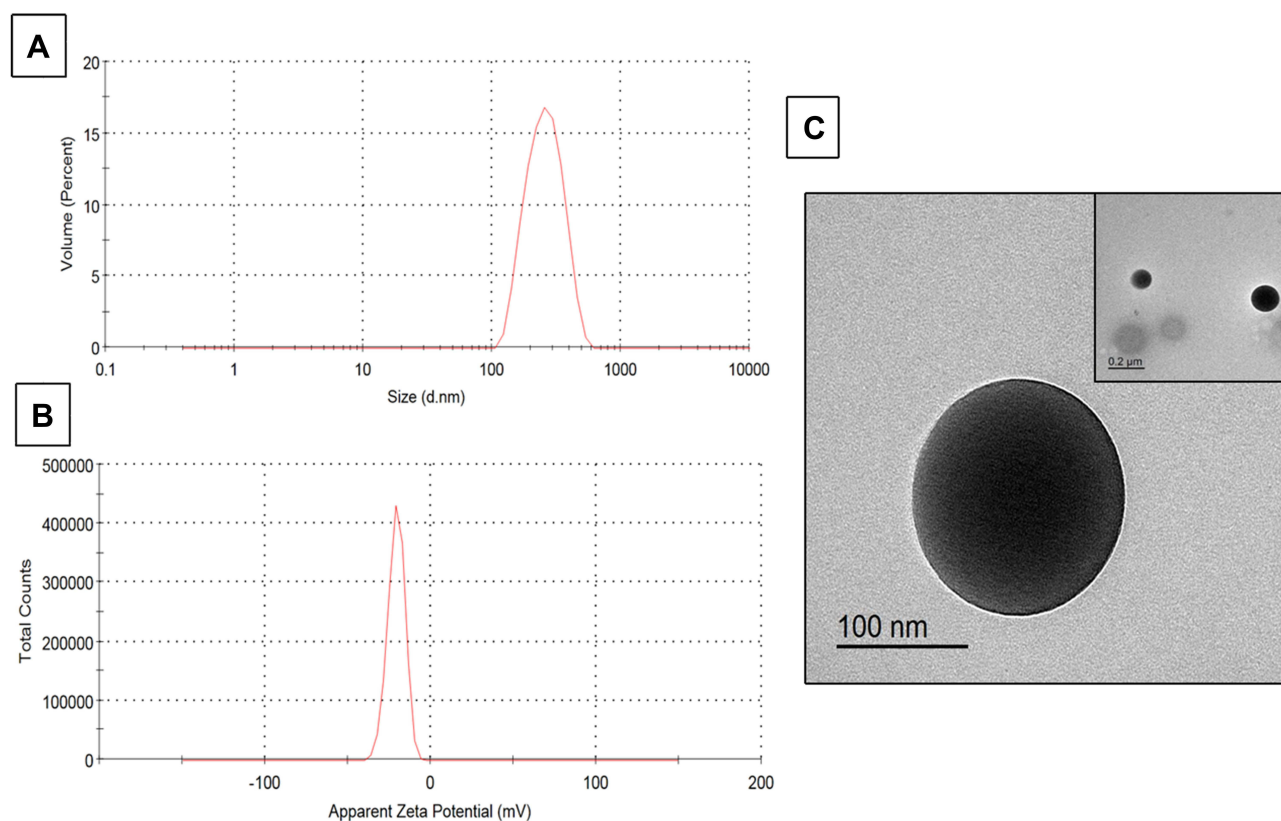 A
20
15
10
5
0
Volume (Percent)
0.1 1 10 100 1000 10000
Size (d.nm)
B
500000
400000
300000
200000
100000
0
Total Counts
-100 0 100 200
Apparent Zeta Potential (mV)
C
0.2 µm
100 nm